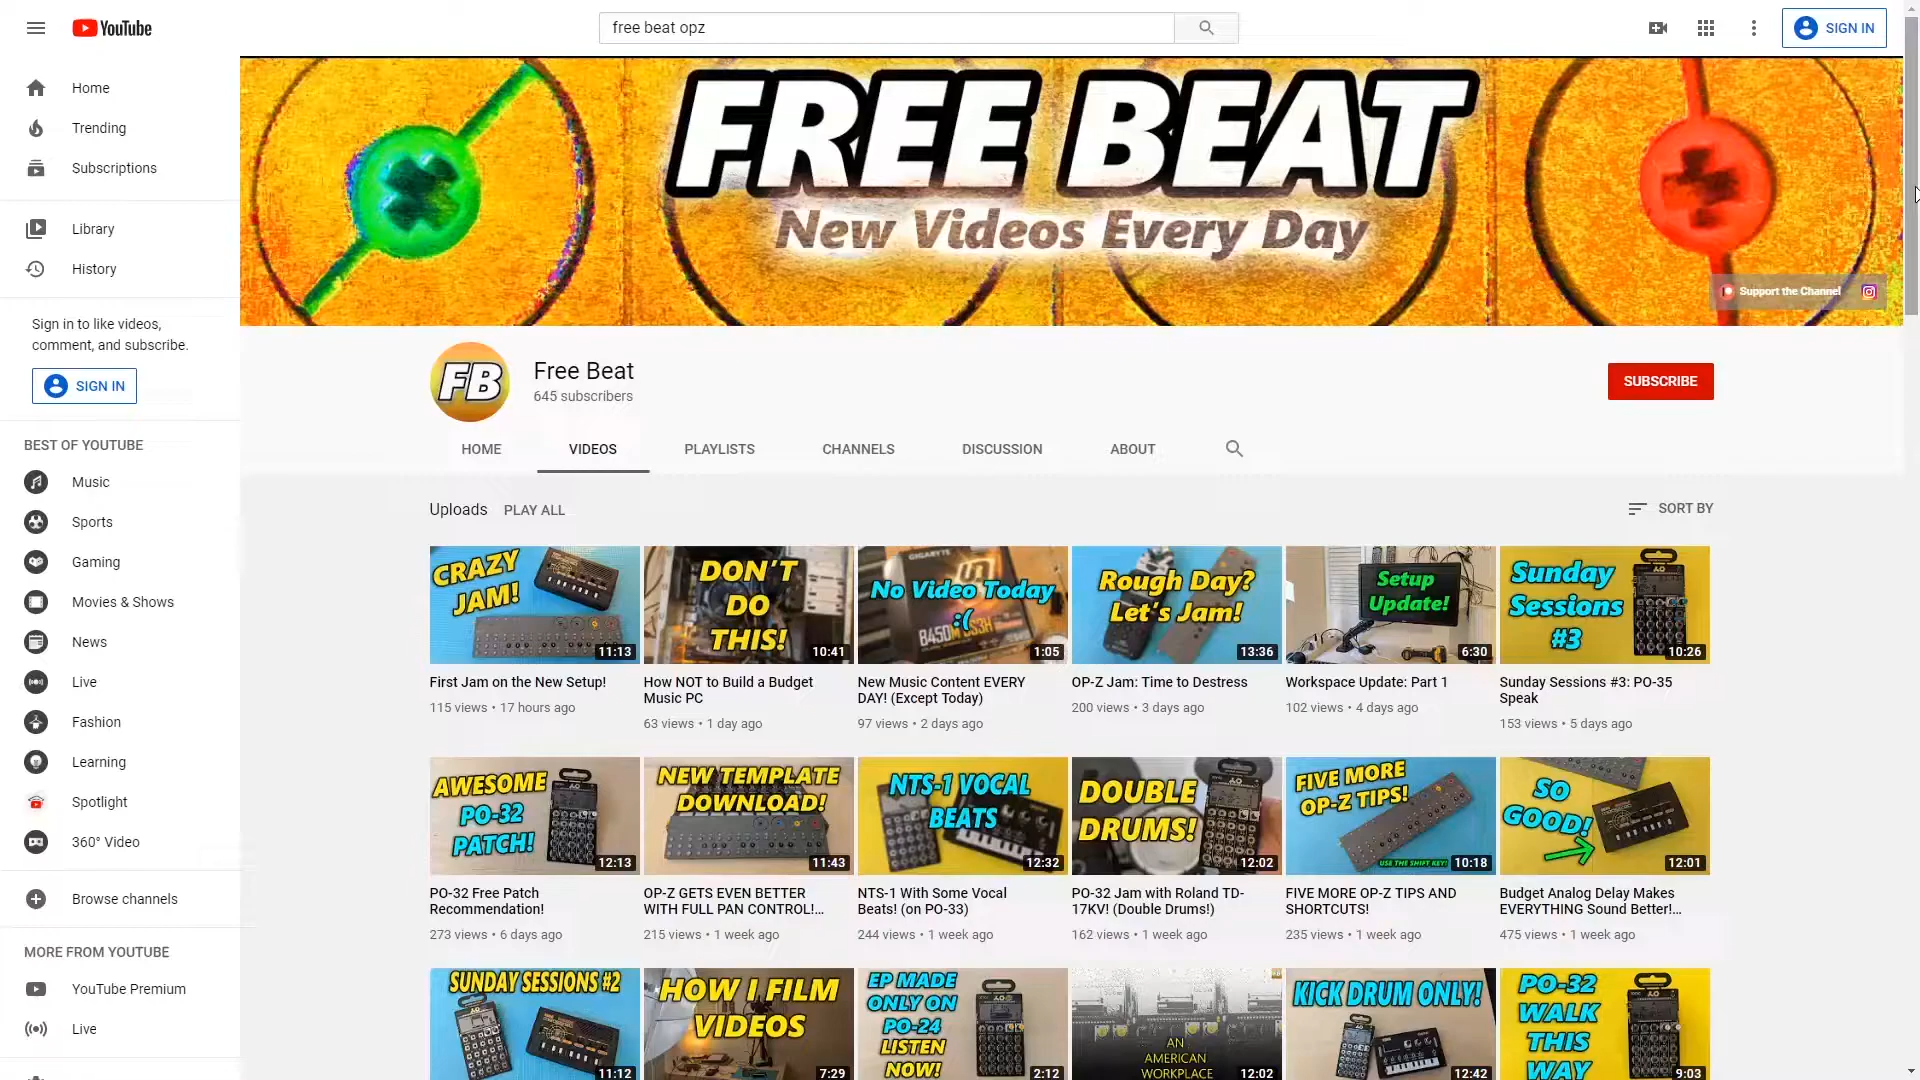 YouTube
free beat opz
SIGN IN
Home
Trending
Subscriptions
Library
History
Sign in to like videos,
comment, and subscribe.
SIGN IN
BEST OF YOUTUBE
Music
Sports
Gaming
Movies & Shows
News
Live
Fashion
Learning
Spotlight
360° Video
Browse channels
MORE FROM YOUTUBE
YouTube Premium
Live
FREE BEAT
New Videos Every Day
Support the Channel
FB
Free Beat
645 subscribers
SUBSCRIBE
HOME
VIDEOS
PLAYLISTS
CHANNELS
DISCUSSION
ABOUT
Uploads
PLAY ALL
SORT BY
CRAZY
JAM!
11:13
First Jam on the New Setup!
115 views • 17 hours ago
DON'T
DO
THIS!
10:41
How NOT to Build a Budget
Music PC
63 views • 1 day ago
GIGABYTE
No Video Today
:(
B450M DS3H
1:05
New Music Content EVERY
DAY! (Except Today)
97 views • 2 days ago
Rough Day?
Let's Jam!
13:36
OP-Z Jam: Time to Destress
200 views • 3 days ago
Setup
Update!
6:30
Workspace Update: Part 1
102 views • 4 days ago
Sunday
Sessions
#3
10:26
Sunday Sessions #3: PO-35
Speak
153 views • 5 days ago
AWESOME
PO-32
PATCH!
12:13
PO-32 Free Patch
Recommendation!
273 views • 6 days ago
NEW TEMPLATE
DOWNLOAD!
11:43
OP-Z GETS EVEN BETTER
WITH FULL PAN CONTROL!...
215 views • 1 week ago
NTS-1 VOCAL
BEATS
12:32
NTS-1 With Some Vocal
Beats! (on PO-33)
244 views • 1 week ago
DOUBLE
DRUMS!
12:02
PO-32 Jam with Roland TD-
17KV! (Double Drums!)
162 views • 1 week ago
FIVE MORE
OP-Z TIPS!
USE THE SHIFT KEY!
10:18
FIVE MORE OP-Z TIPS AND
SHORTCUTS!
235 views • 1 week ago
SO
GOOD!
12:01
Budget Analog Delay Makes
EVERYTHING Sound Better!...
475 views • 1 week ago
SUNDAY SESSIONS #2
11:12
HOW I FILM
VIDEOS
7:29
EP MADE
ONLY ON
PO-24
LISTEN
NOW!
2:12
AN
AMERICAN
WORKPLACE
12:02
KICK DRUM ONLY!
12:42
PO-32
WALK
THIS
WAY
9:03